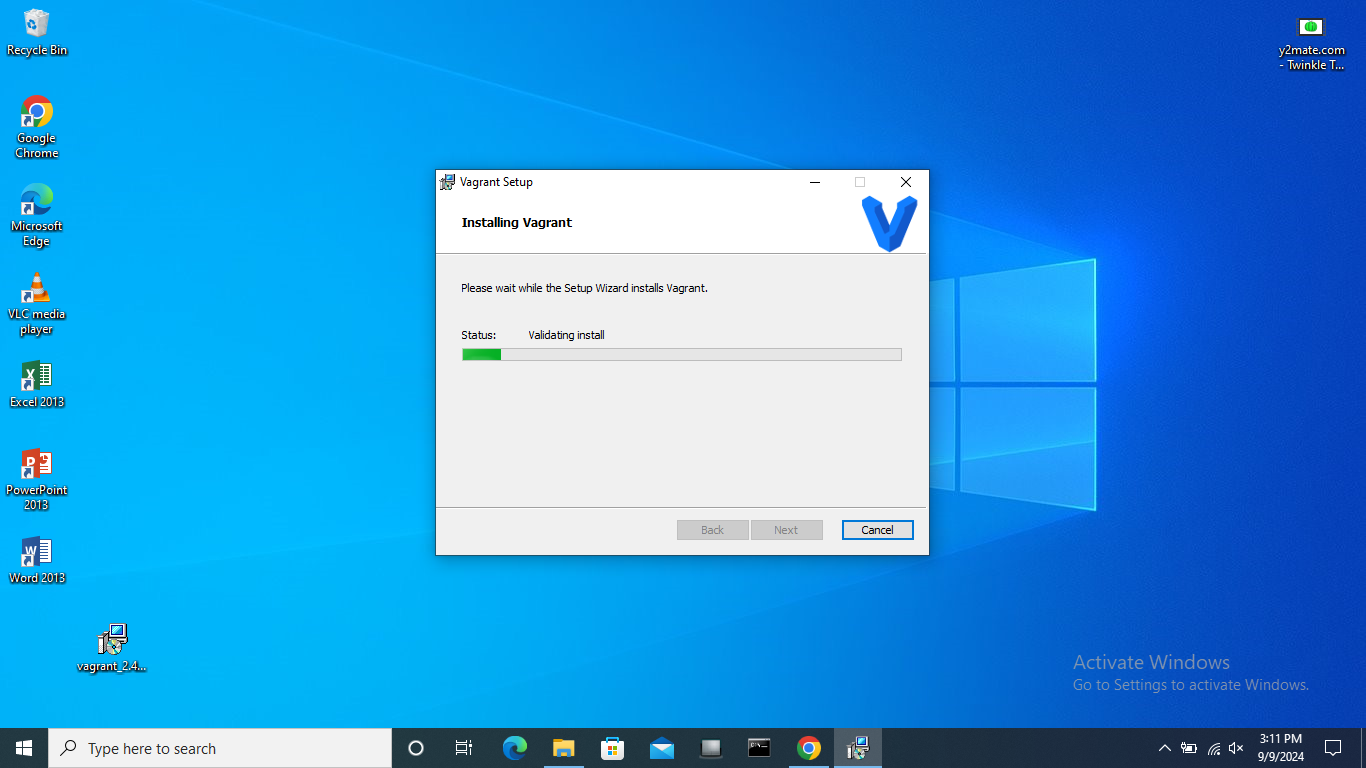 Recycle Bin
Google
Chrome
Microsoft
Edge
VLC media
player
Excel 2013
PowerPoint
2013
Word 2013
vagrant_2.4...
y2mate.com
- Twinkle T...
Vagrant Setup
Installing Vagrant
Please wait while the Setup Wizard installs Vagrant.
Status: Validating install
Back Next Cancel
Activate Windows
Go to Settings to activate Windows.
Type here to search
3:11 PM
9/9/2024